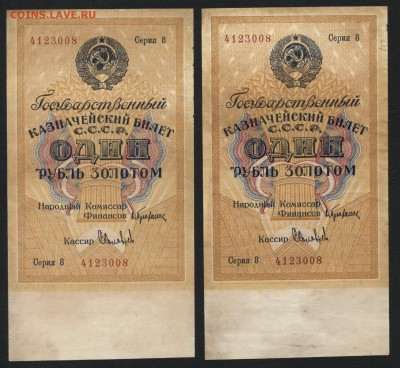 СОИНС.LAVE.RU
4123008 Серия 8
Государственный
КАЗНАЧЕЙСКИЙ БИЛЕТ
С.С.С.Р.
ОДИН
РУБЛЬ ЗОЛОТОМ
Народный Комиссар
Финансов
Кассир
Серия 8 4123008
4123008 Серия 8
Государственный
КАЗНАЧЕЙСКИЙ БИЛЕТ
С.С.С.Р.
ОДИН
РУБЛЬ ЗОЛОТОМ
Народный Комиссар
Финансов
Кассир
Серия 8 4123008